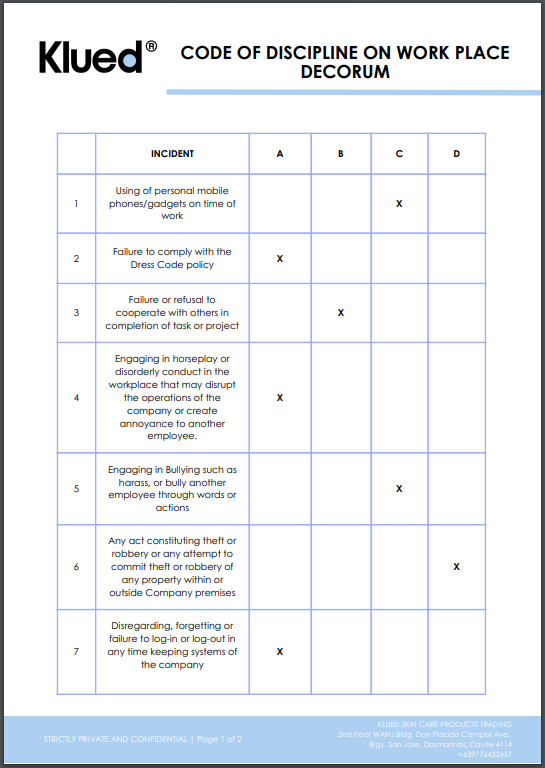 Klued®
CODE OF DISCIPLINE ON WORK PLACE
DECORUM
INCIDENT A B C D
1 Using of personal mobile
phones/gadgets on time of
work X
2 Failure to comply with the
Dress Code policy X
3 Failure or refusal to
cooperate with others in
completion of task or project X
4 Engaging in horseplay or
disorderly conduct in the
workplace that may disrupt
the operations of the
company or create
annoyance to another
employee. X
5 Engaging in Bullying such as
harass, or bully another
employee through words or
actions X
6 Any act constituting theft or
robbery or any attempt to
commit theft or robbery of
any property within or
outside Company premises X
7 Disregarding, forgetting or
failure to log-in or log-out in
any time keeping systems of
the company X
STRICTLY PRIVATE AND CONFIDENTIAL | Page 1 of 2
KLUED SKIN CARE PRODUCTS TRADING
2nd Floor WANJ Bldg. Don Placido Campos Ave.
Brgy. San Jose, Dasmarinas, Cavite 4114
+639776432657